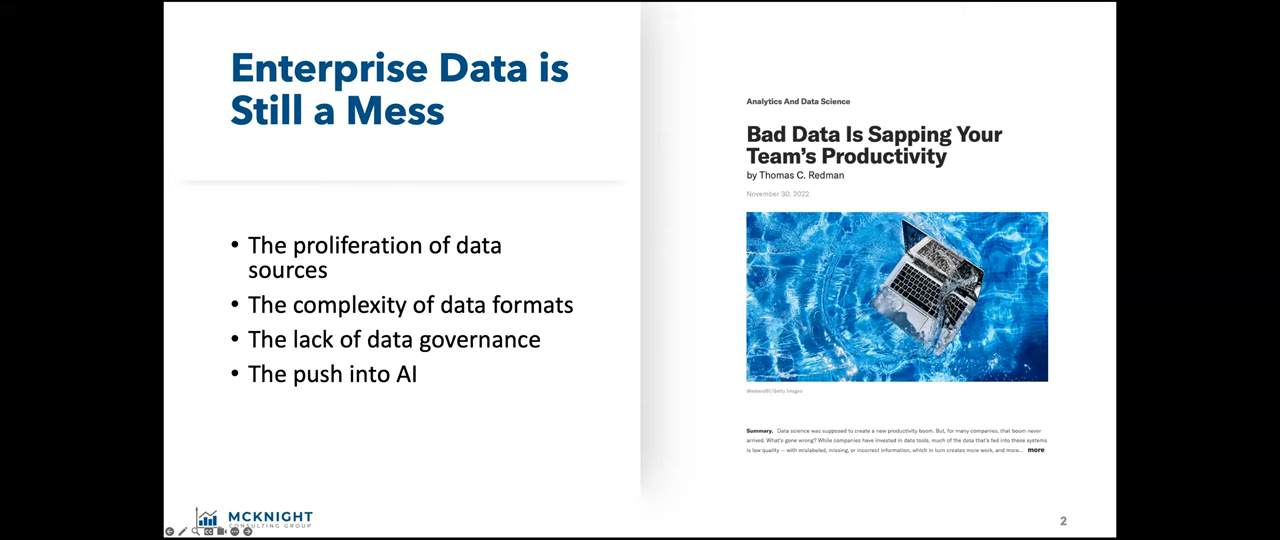 Enterprise Data is
Still a Mess
• The proliferation of data
sources
• The complexity of data formats
• The lack of data governance
• The push into AI
MCKNIGHT
CONSULTING GROUP
Analytics And Data Science
Bad Data Is Sapping Your
Team's Productivity
by Thomas C. Redman
November 30, 2022
Westend61/Getty Images
Summary. Data science was supposed to create a new productivity boom. But, for many companies, that boom never
arrived. What's gone wrong? While companies have invested in data tools, much of the data that's fed into these systems
is low quality — with mislabeled, missing, or incorrect information, which in turn creates more work, and more... more
2